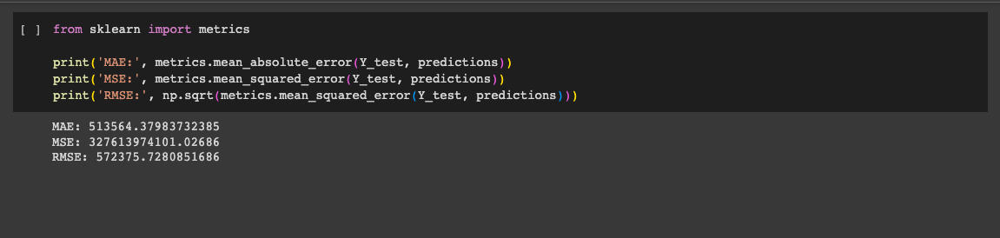 [ ] from sklearn import metrics
print('MAE:', metrics.mean_absolute_error(Y_test, predictions))
print('MSE:', metrics.mean_squared_error(Y_test, predictions))
print('RMSE:', np.sqrt(metrics.mean_squared_error(Y_test, predictions)))
MAE: 513564.37983732385
MSE: 327613974101.02686
RMSE: 572375.7280851686